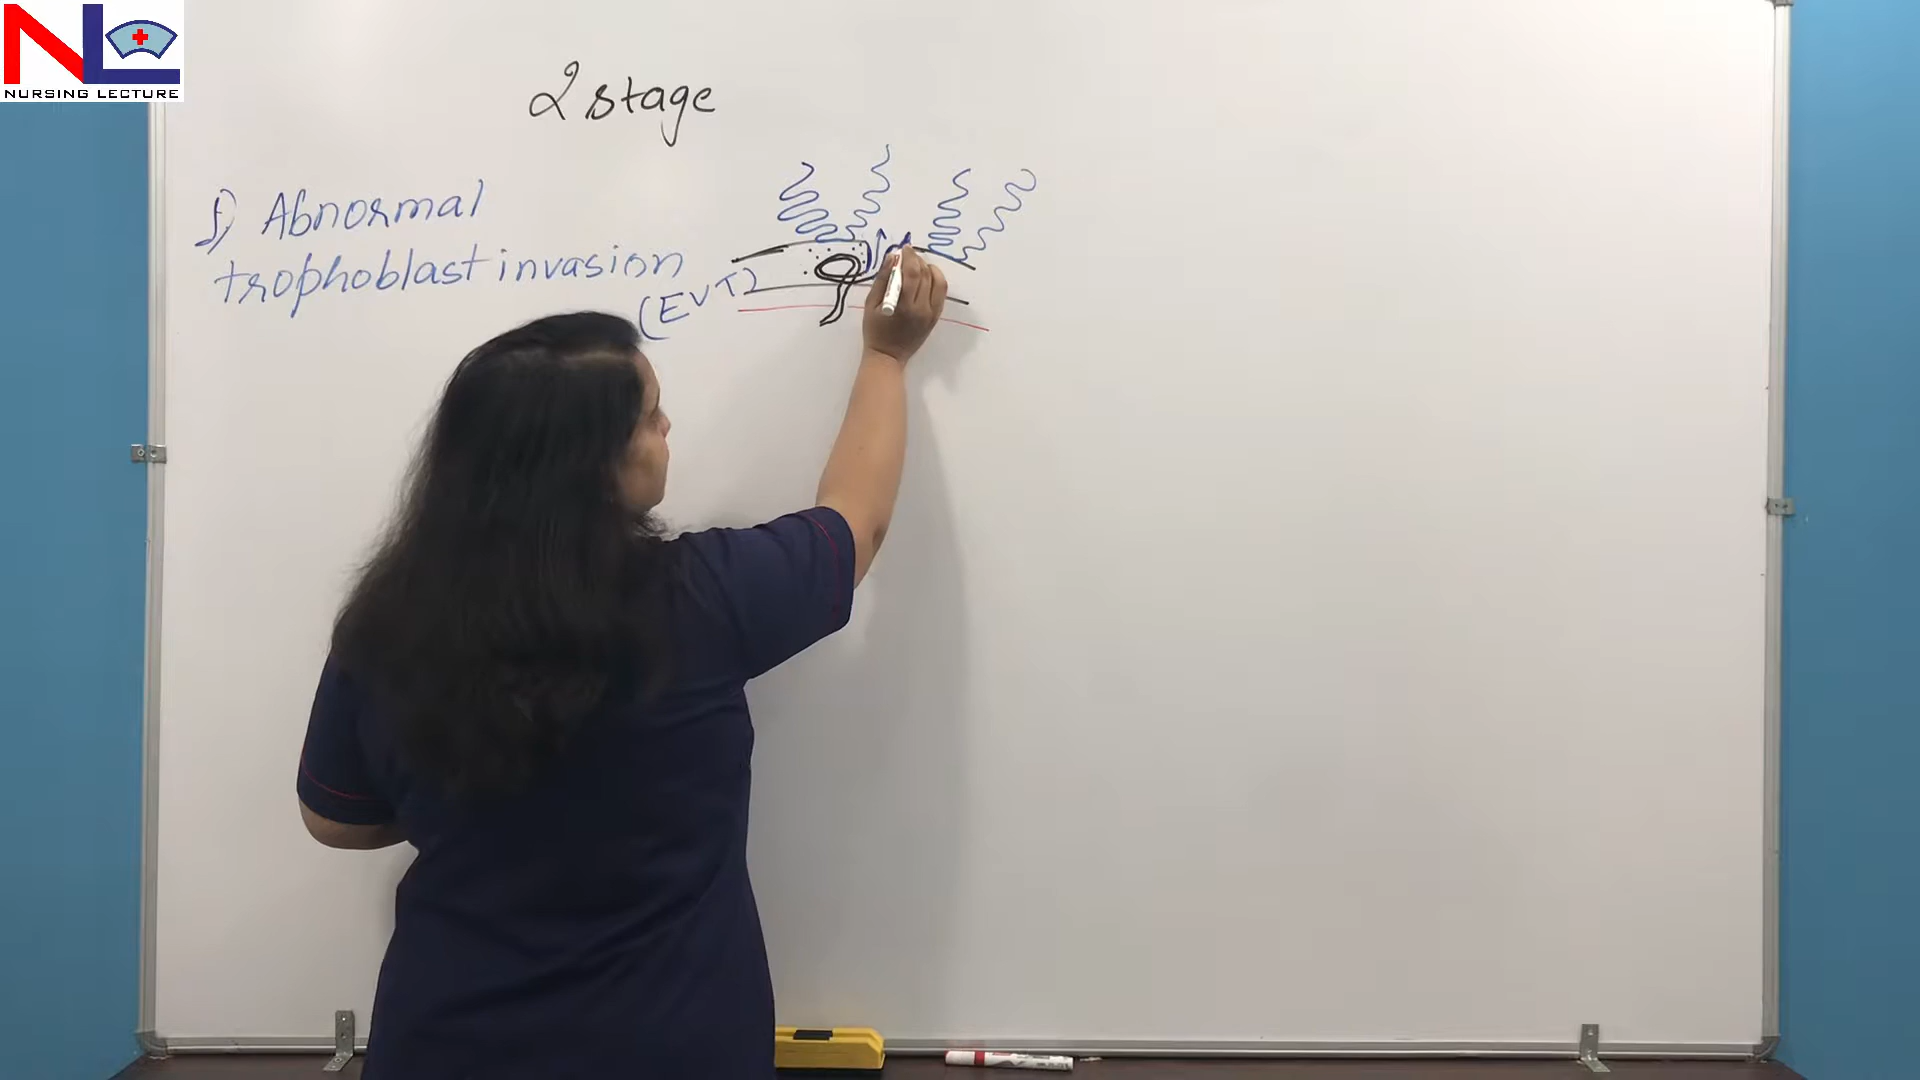 NL
NURSING LECTURE
2 stage
1) Abnormal
trophoblast invasion
(EVT)